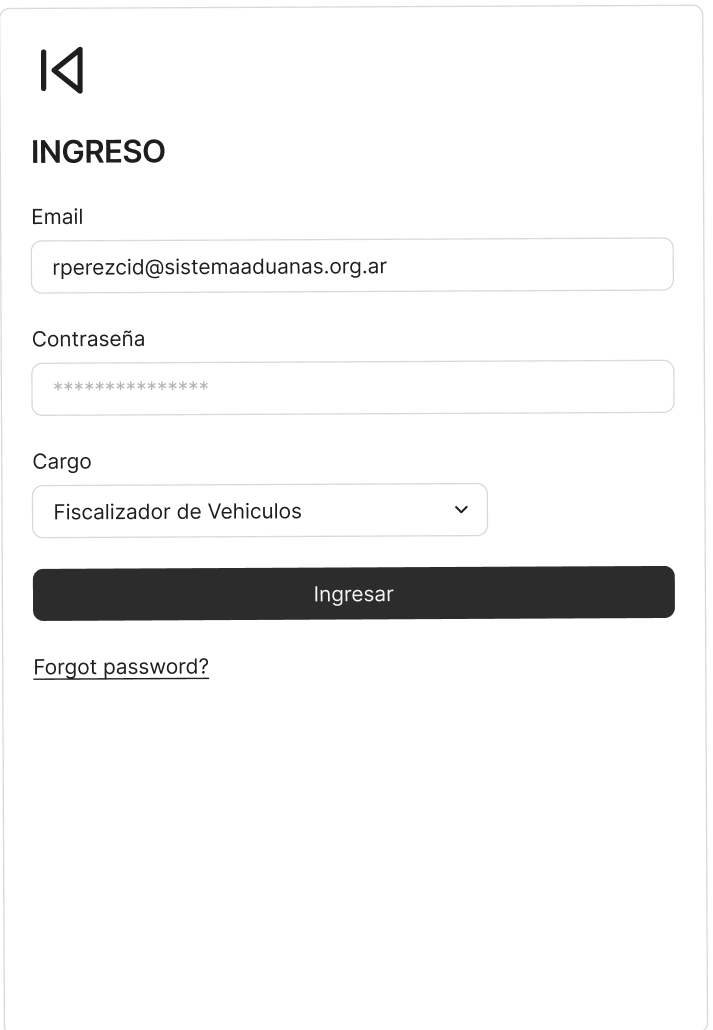 INGRESO
Email
rperezcid@sistemaaduanas.org.ar
Contraseña
***************
Cargo
Fiscalizador de Vehiculos
Ingresar
Forgot password?